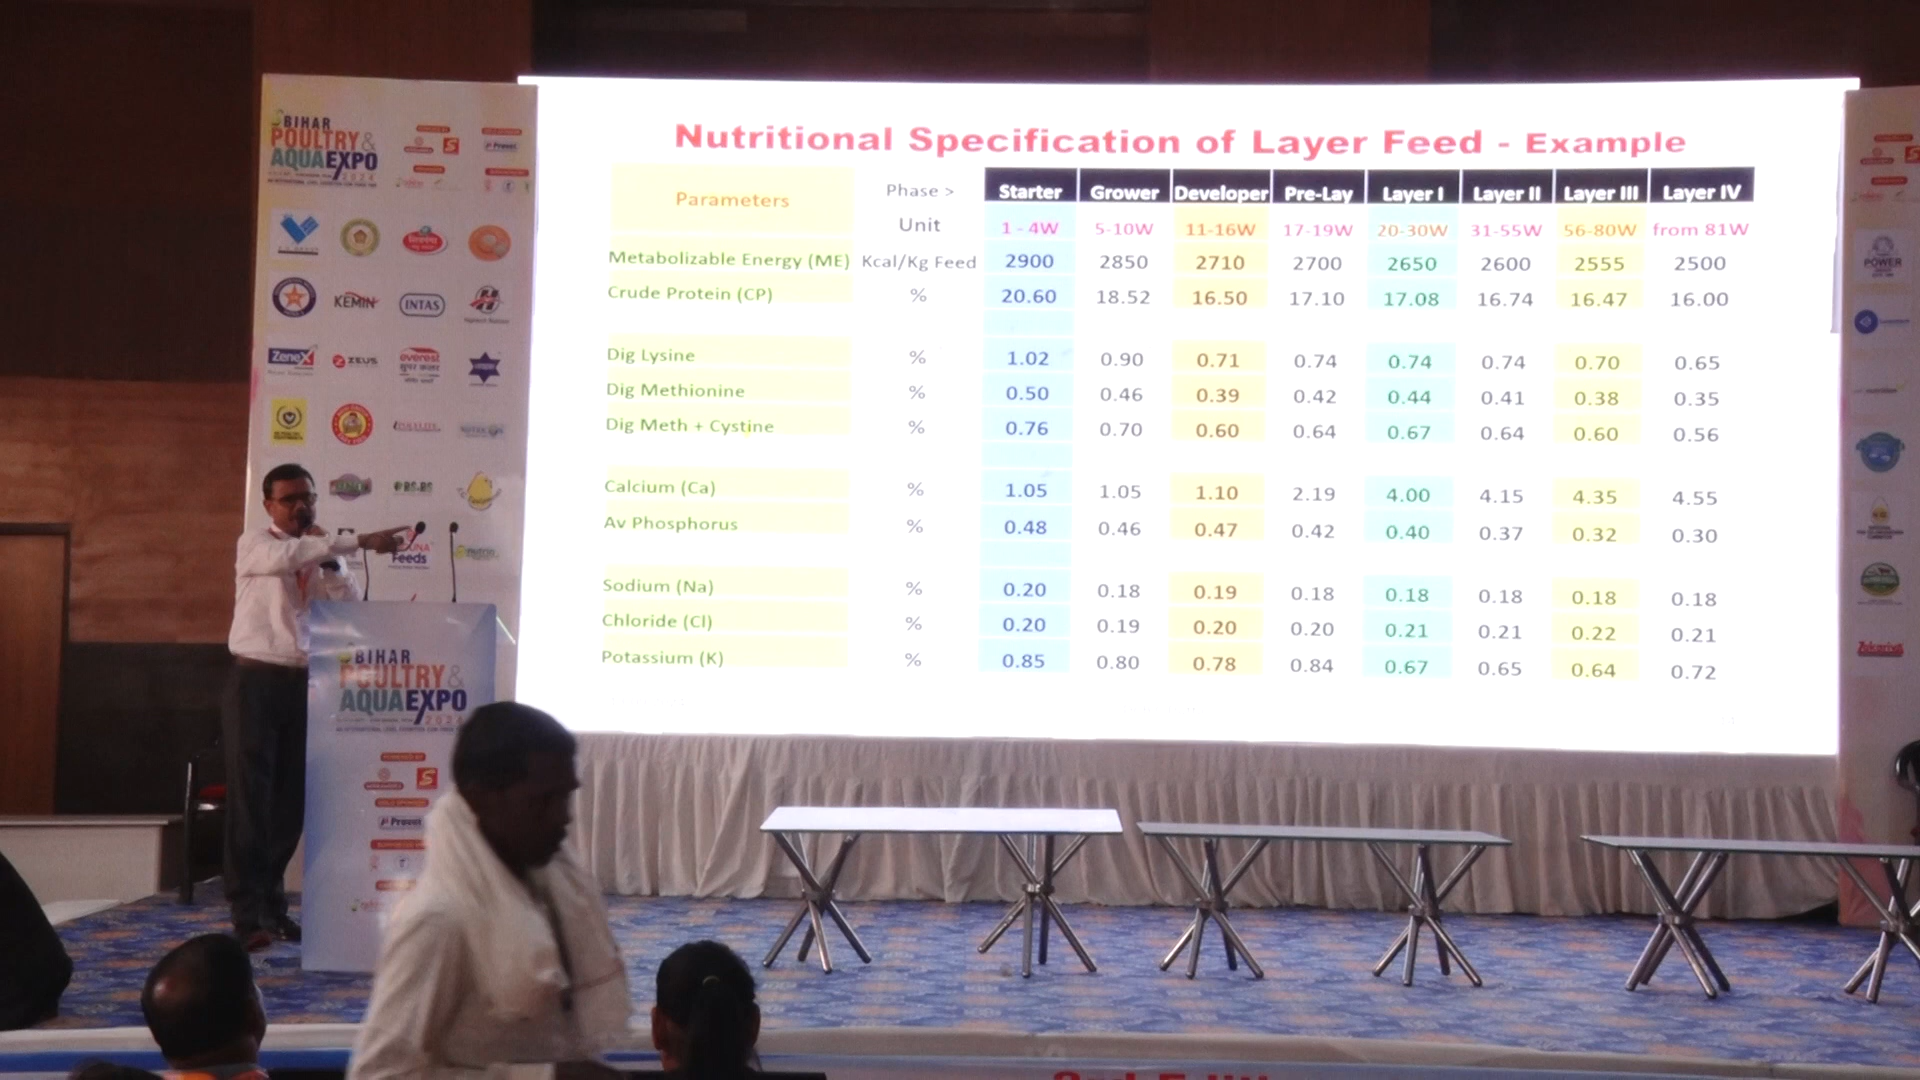 BIHAR
POULTRY &
AQUA EXPO
2024
Provet
KEMIN
INTAS
Zenex
ZEUS
everest
Feeds
BIHAR
POULTRY &
AQUA EXPO
2024
Provet
Nutritional Specification of Layer Feed - Example
Parameters Phase > Starter Grower Developer Pre-Lay Layer I Layer II Layer III Layer IV
Unit 1 - 4W 5-10W 11-16W 17-19W 20-30W 31-55W 56-80W from 81W
Metabolizable Energy (ME) Kcal/Kg Feed 2900 2850 2710 2700 2650 2600 2555 2500
Crude Protein (CP) % 20.60 18.52 16.50 17.10 17.08 16.74 16.47 16.00
Dig Lysine % 1.02 0.90 0.71 0.74 0.74 0.74 0.70 0.65
Dig Methionine % 0.50 0.46 0.39 0.42 0.44 0.41 0.38 0.35
Dig Meth + Cystine % 0.76 0.70 0.60 0.64 0.67 0.64 0.60 0.56
Calcium (Ca) % 1.05 1.05 1.10 2.19 4.00 4.15 4.35 4.55
Av Phosphorus % 0.48 0.46 0.47 0.42 0.40 0.37 0.32 0.30
Sodium (Na) % 0.20 0.18 0.19 0.18 0.18 0.18 0.18 0.18
Chloride (Cl) % 0.20 0.19 0.20 0.20 0.21 0.21 0.22 0.21
Potassium (K) % 0.85 0.80 0.78 0.84 0.67 0.65 0.64 0.72
POWER